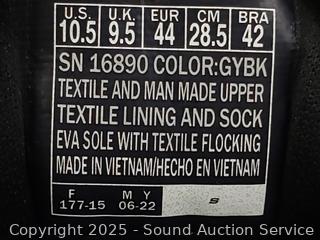 U.S. U.K. EUR CM BRA
10.5 9.5 44 28.5 42
SN 16890 COLOR:GYBK
TEXTILE AND MAN MADE UPPER
TEXTILE LINING AND SOCK
EVA SOLE WITH TEXTILE FLOCKING
MADE IN VIETNAM/HECHO EN VIETNAM
F M Y
177-15 06-22 S
Copyright © 2025 - Sound Auction Service